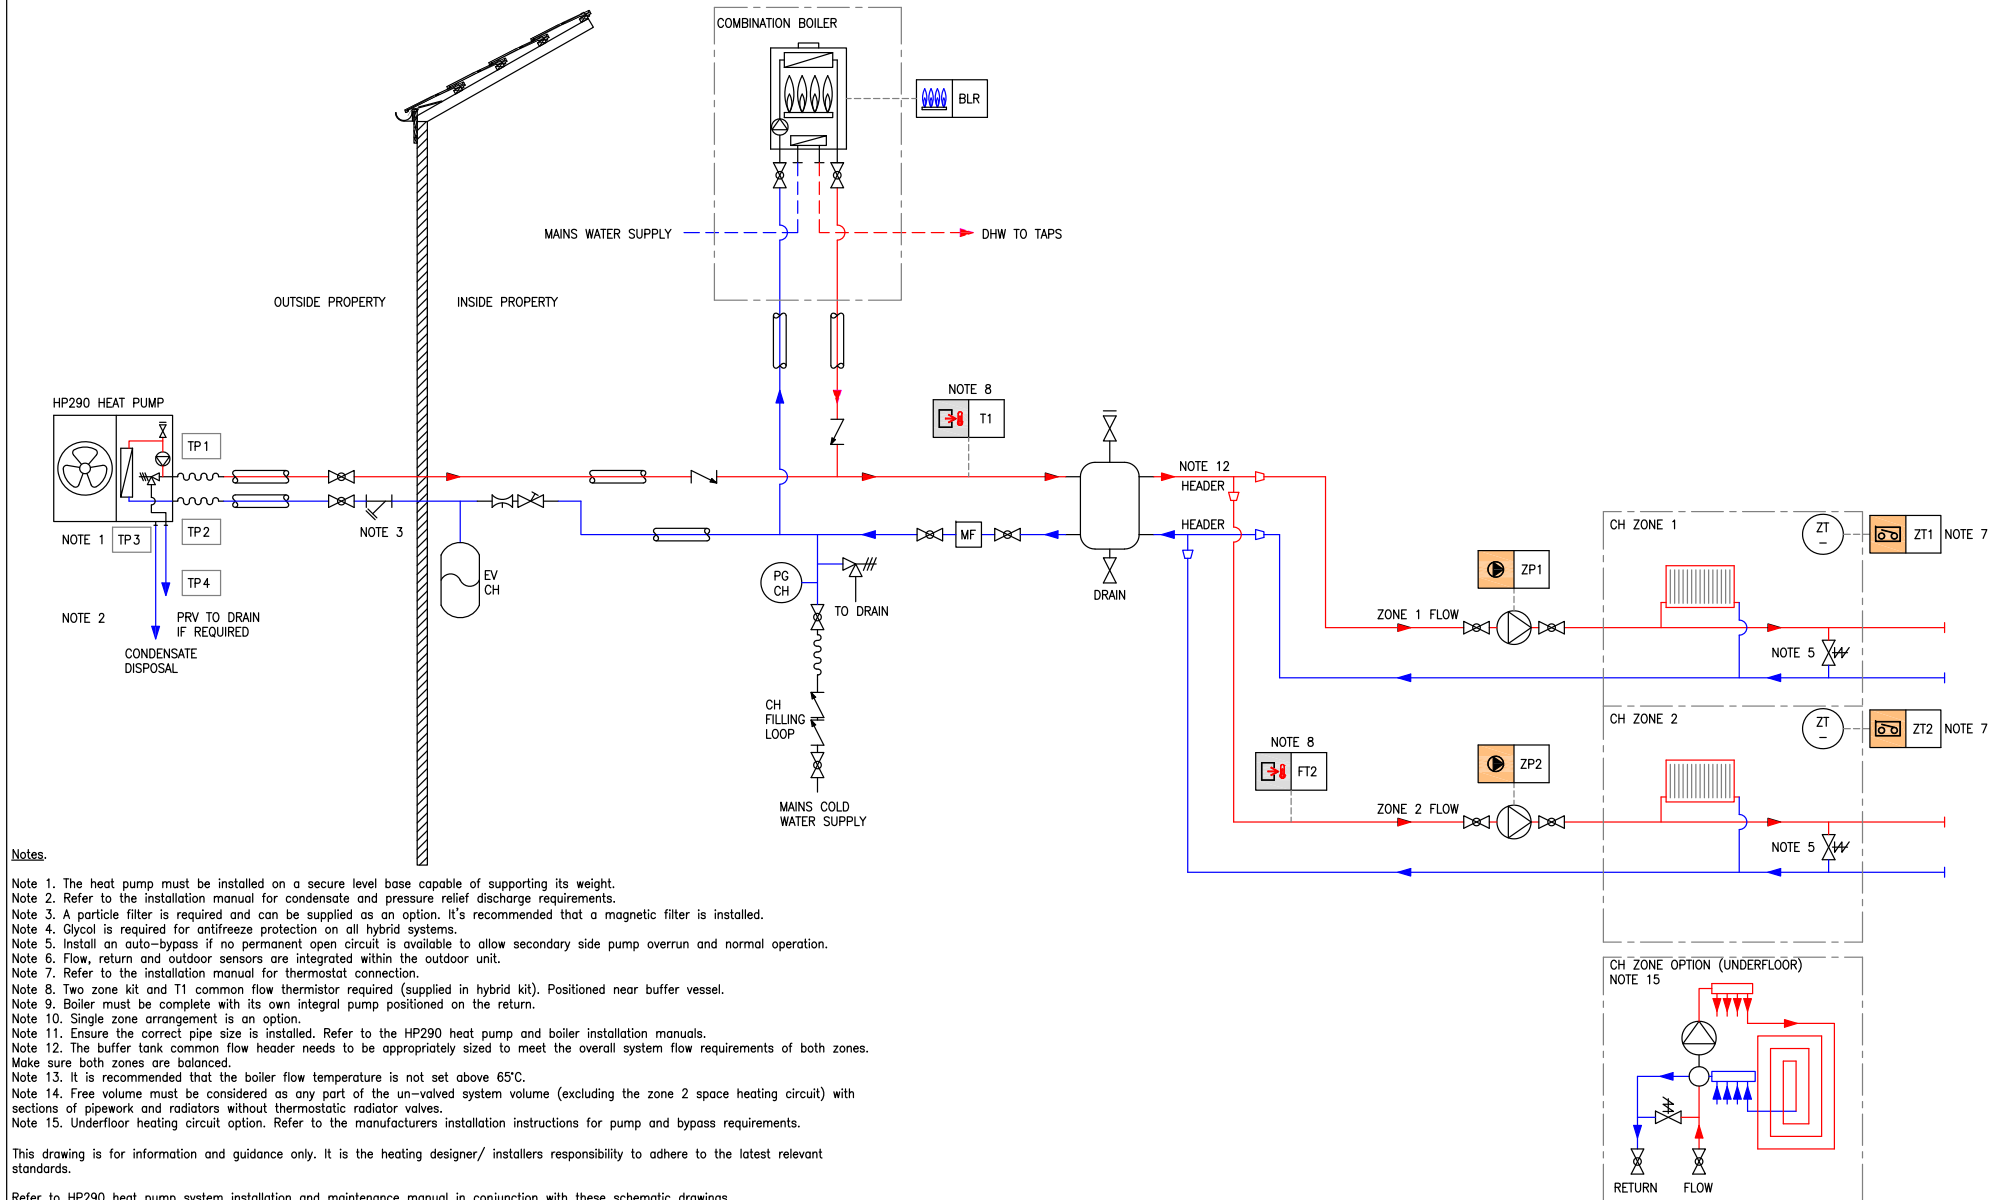 COMBINATION BOILER
BLR
MAINS WATER SUPPLY
DHW TO TAPS
OUTSIDE PROPERTY
INSIDE PROPERTY
HP290 HEAT PUMP
TP1
TP2
NOTE 1
TP3
TP4
NOTE 2
PRV TO DRAIN
IF REQUIRED
CONDENSATE
DISPOSAL
NOTE 3
EV
CH
NOTE 8
T1
MF
PG
CH
TO DRAIN
CH
FILLING
LOOP
MAINS COLD
WATER SUPPLY
DRAIN
NOTE 12
HEADER
HEADER
CH ZONE 1
ZT
–
ZT1
NOTE 7
ZP1
ZONE 1 FLOW
NOTE 5
CH ZONE 2
ZT
–
ZT2
NOTE 7
NOTE 8
FT2
ZP2
ZONE 2 FLOW
NOTE 5
CH ZONE OPTION (UNDERFLOOR)
NOTE 15
RETURN
FLOW
Notes.
Note 1. The heat pump must be installed on a secure level base capable of supporting its weight.
Note 2. Refer to the installation manual for condensate and pressure relief discharge requirements.
Note 3. A particle filter is required and can be supplied as an option. It's recommended that a magnetic filter is installed.
Note 4. Glycol is required for antifreeze protection on all hybrid systems.
Note 5. Install an auto-bypass if no permanent open circuit is available to allow secondary side pump overrun and normal operation.
Note 6. Flow, return and outdoor sensors are integrated within the outdoor unit.
Note 7. Refer to the installation manual for thermostat connection.
Note 8. Two zone kit and T1 common flow thermistor required (supplied in hybrid kit). Positioned near buffer vessel.
Note 9. Boiler must be complete with its own integral pump positioned on the return.
Note 10. Single zone arrangement is an option.
Note 11. Ensure the correct pipe size is installed. Refer to the HP290 heat pump and boiler installation manuals.
Note 12. The buffer tank common flow header needs to be appropriately sized to meet the overall system flow requirements of both zones.
Make sure both zones are balanced.
Note 13. It is recommended that the boiler flow temperature is not set above 65°C.
Note 14. Free volume must be considered as any part of the un-valved system volume (excluding the zone 2 space heating circuit) with
sections of pipework and radiators without thermostatic radiator valves.
Note 15. Underfloor heating circuit option. Refer to the manufacturers installation instructions for pump and bypass requirements.
This drawing is for information and guidance only. It is the heating designer/ installers responsibility to adhere to the latest relevant
standards.
Refer to HP290 heat pump system installation and maintenance manual in conjunction with these schematic drawings